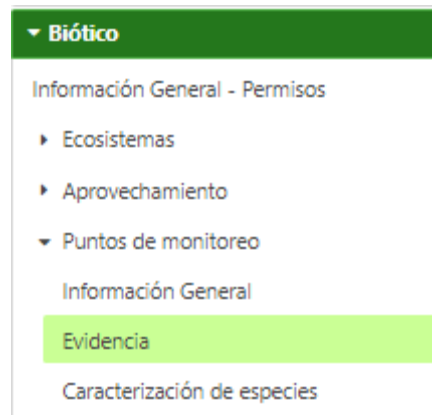 Biótico
Información General - Permisos
Ecosistemas
Aprovechamiento
Puntos de monitoreo
Información General
Evidencia
Caracterización de especies